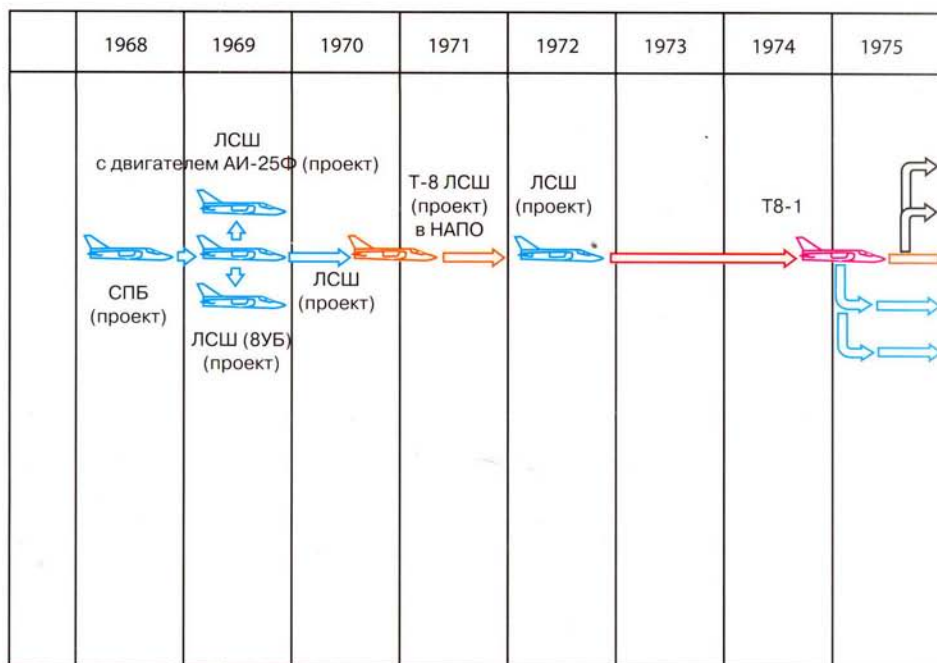 1968 1969 1970 1971 1972 1973 1974 1975
ЛСШ
с двигателем АИ-25Ф (проект)
Т-8 ЛСШ
(проект)
в НАПО
ЛСШ
(проект)
Т8-1
СПБ
(проект)
ЛСШ
(проект)
ЛСШ (8УБ)
(проект)